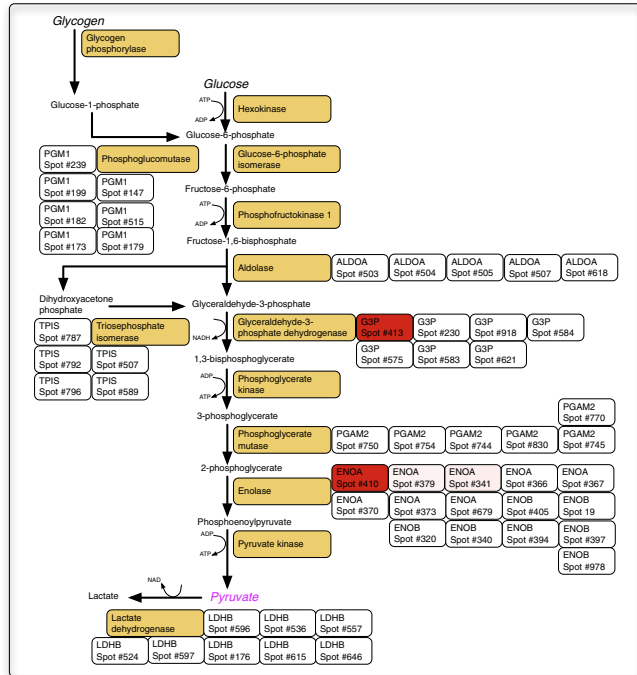 Glycogen
Glycogen
phosphorylase
Glucose-1-phosphate
Glucose
ATP
ADP
Hexokinase
Glucose-6-phosphate
PGM1
Spot #239
Phosphoglucomutase
Glucose-6-phosphate
isomerase
PGM1
Spot #199
PGM1
Spot #147
Fructose-6-phosphate
PGM1
Spot #182
PGM1
Spot #515
ATP
ADP
Phosphofructokinase 1
PGM1
Spot #173
PGM1
Spot #179
Fructose-1,6-bisphosphate
Aldolase
ALDOA
Spot #503
ALDOA
Spot #504
ALDOA
Spot #505
ALDOA
Spot #507
ALDOA
Spot #618
Dihydroxyacetone
phosphate
Glyceraldehyde-3-phosphate
TPIS
Spot #787
Triosephosphate
isomerase
NADH
Glyceraldehyde-3-
phosphate dehydrogenase
G3P
Spot #413
G3P
Spot #230
G3P
Spot #918
G3P
Spot #584
TPIS
Spot #792
TPIS
Spot #507
1,3-bisphosphoglycerate
G3P
Spot #575
G3P
Spot #583
G3P
Spot #621
TPIS
Spot #796
TPIS
Spot #589
ADP
ATP
Phosphoglycerate
kinase
3-phosphoglycerate
PGAM2
Spot #770
Phosphoglycerate
mutase
PGAM2
Spot #750
PGAM2
Spot #754
PGAM2
Spot #744
PGAM2
Spot #830
PGAM2
Spot #745
2-phosphoglycerate
Enolase
ENOA
Spot #410
ENOA
Spot #379
ENOA
Spot #341
ENOA
Spot #366
ENOA
Spot #367
ENOA
Spot #370
ENOA
Spot #373
ENOA
Spot #679
ENOB
Spot #405
ENOB
Spot 19
Phosphoenoylpyruvate
ENOB
Spot #320
ENOB
Spot #340
ENOB
Spot #394
ENOB
Spot #397
ADP
ATP
Pyruvate kinase
ENOB
Spot #978
NAD
Lactate
Pyruvate
Lactate
dehydrogenase
LDHB
Spot #596
LDHB
Spot #536
LDHB
Spot #557
LDHB
Spot #524
LDHB
Spot #597
LDHB
Spot #176
LDHB
Spot #615
LDHB
Spot #646